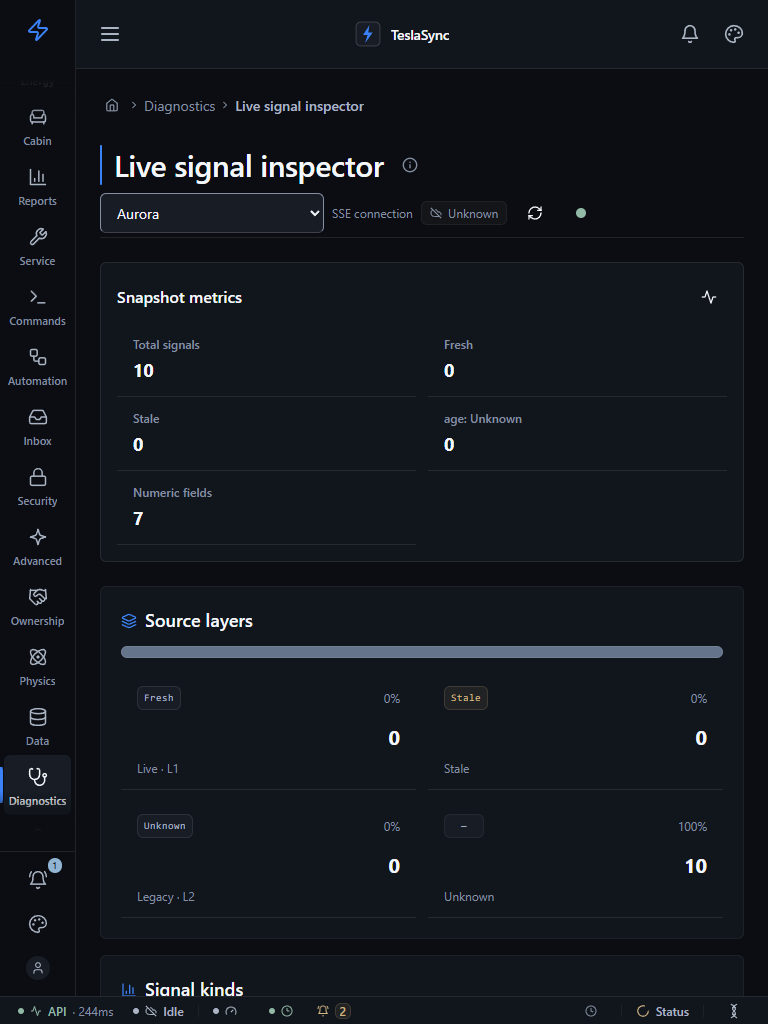 TeslaSync
Energy
Cabin
Reports
Service
Commands
Automation
Inbox
Security
Advanced
Ownership
Physics
Data
Diagnostics
1
Diagnostics
Live signal inspector
Live signal inspector
Aurora
SSE connection
Unknown
Snapshot metrics
Total signals
10
Fresh
0
Stale
0
age: Unknown
0
Numeric fields
7
Source layers
Fresh
0%
0
Live · L1
Stale
0%
0
Stale
Unknown
0%
0
Legacy · L2
–
100%
10
Unknown
Signal kinds
API · 244ms
Idle
2
Status